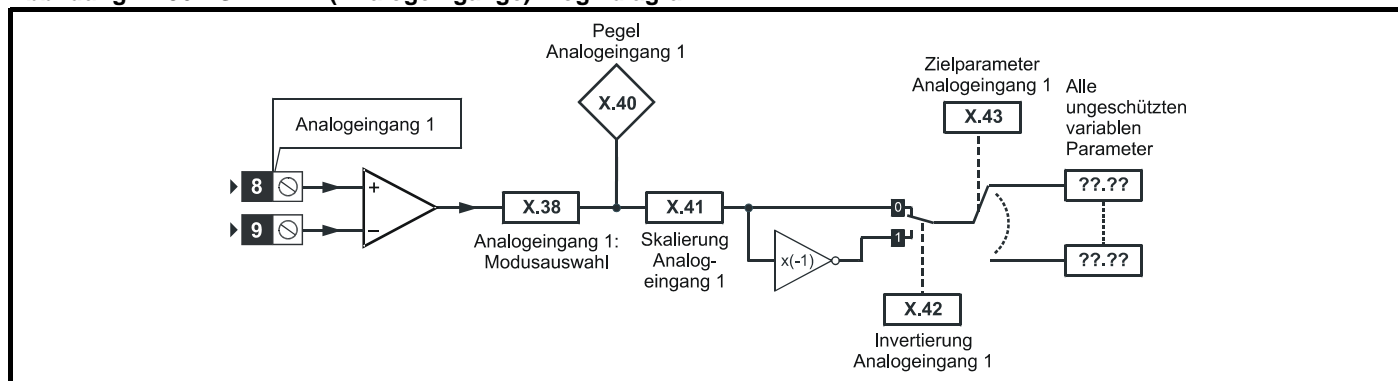 Pegel
Analogeingang 1
X.40
Zielparameter
Analogeingang 1
X.43
Alle
ungeschützten
variablen
Parameter
Analogeingang 1
8
9
+
−
X.38
Analogeingang 1:
Modusauswahl
X.41
Skalierung
Analog-
eingang 1
x(-1)
0
1
X.42
Invertierung
Analogeingang 1
??.??
??.??